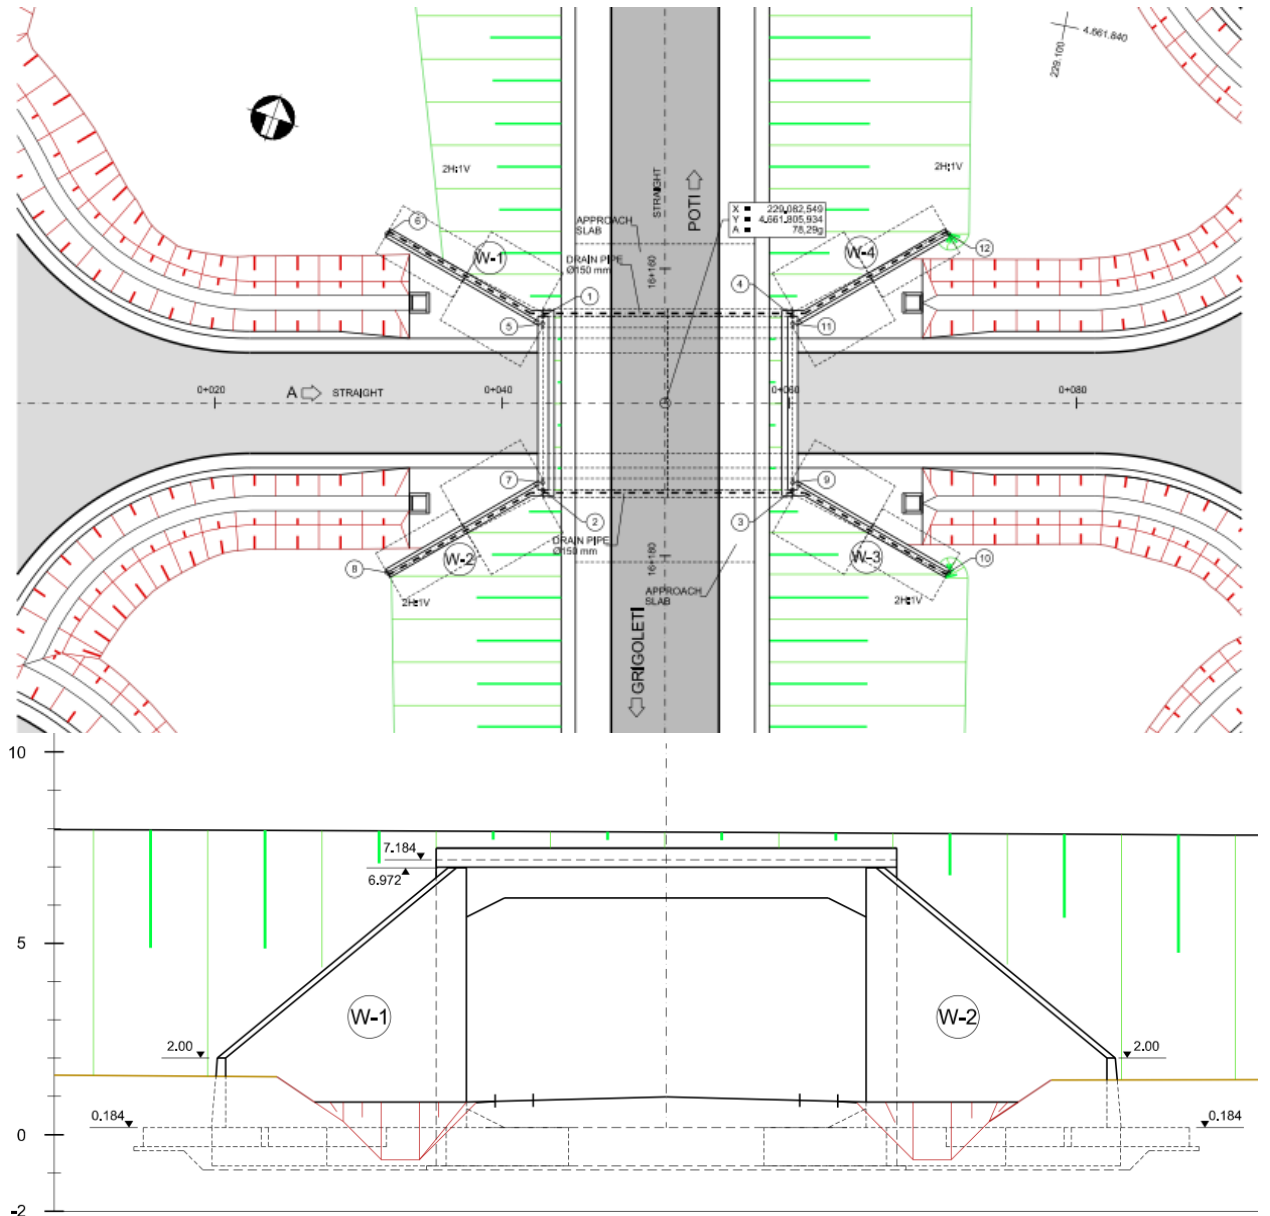 4.661.840
229.100
2H:1V
2H:1V
STRAIGHT
POTI
X = 229.082,549
Y = 4.661.805,934
A = 78,29g
6
W-1
APPROACH
SLAB
DRAIN PIPE
Ø150 mm
16+160
W-4
12
1
4
5
11
0+020
A
STRAIGHT
0+040
0+060
0+080
7
9
2
3
DRAIN PIPE
Ø150 mm
W-2
8
16+180
W-3
10
2H:1V
APPROACH
SLAB
2H:1V
GRIGOLETI
10
7.184
6.972
5
W-1
W-2
2.00
2.00
0.184
0.184
0
-2